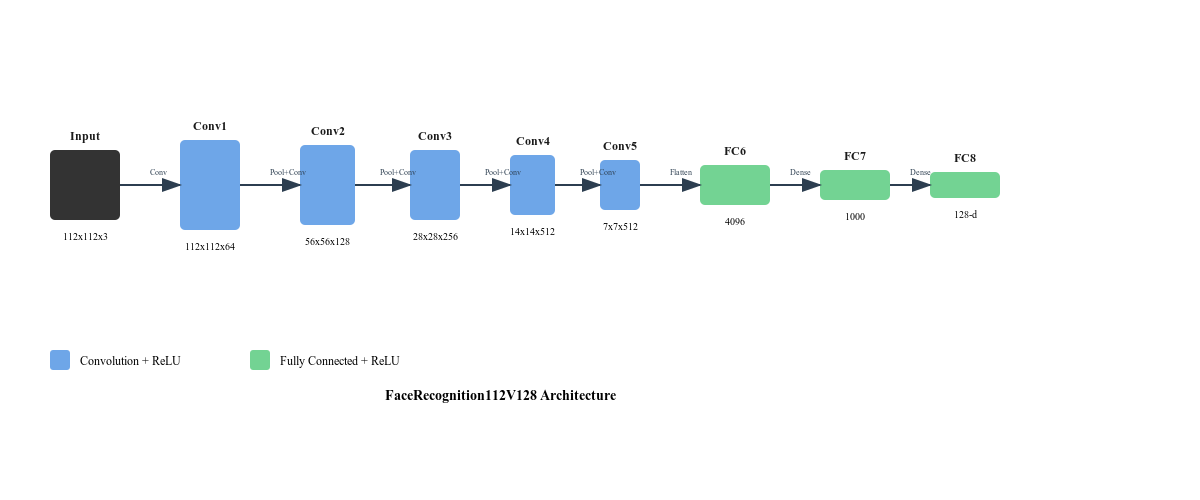 Input
Conv1
Conv2
Conv3
Conv4
Conv5
FC6
FC7
FC8
Conv
Pool+Conv
Pool+Conv
Pool+Conv
Pool+Conv
Flatten
Dense
Dense
112x112x3
112x112x64
56x56x128
28x28x256
14x14x512
7x7x512
4096
1000
128-d
Convolution + ReLU
Fully Connected + ReLU
FaceRecognition112V128 Architecture